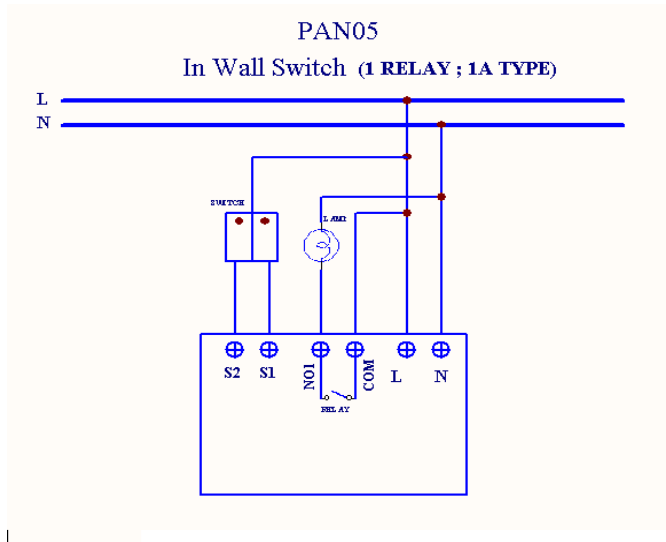 PAN05
In Wall Switch (1 RELAY ; 1A TYPE)
L
N
SWITCH
LAMP
S2 S1 NO1 COM L N
RELAY